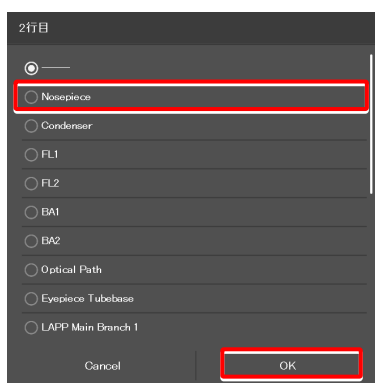 2行目
———
Nosepiece
Condenser
FL1
FL2
BA1
BA2
Optical Path
Eyepiece Tubebase
LAPP Main Branch 1
Cancel
OK